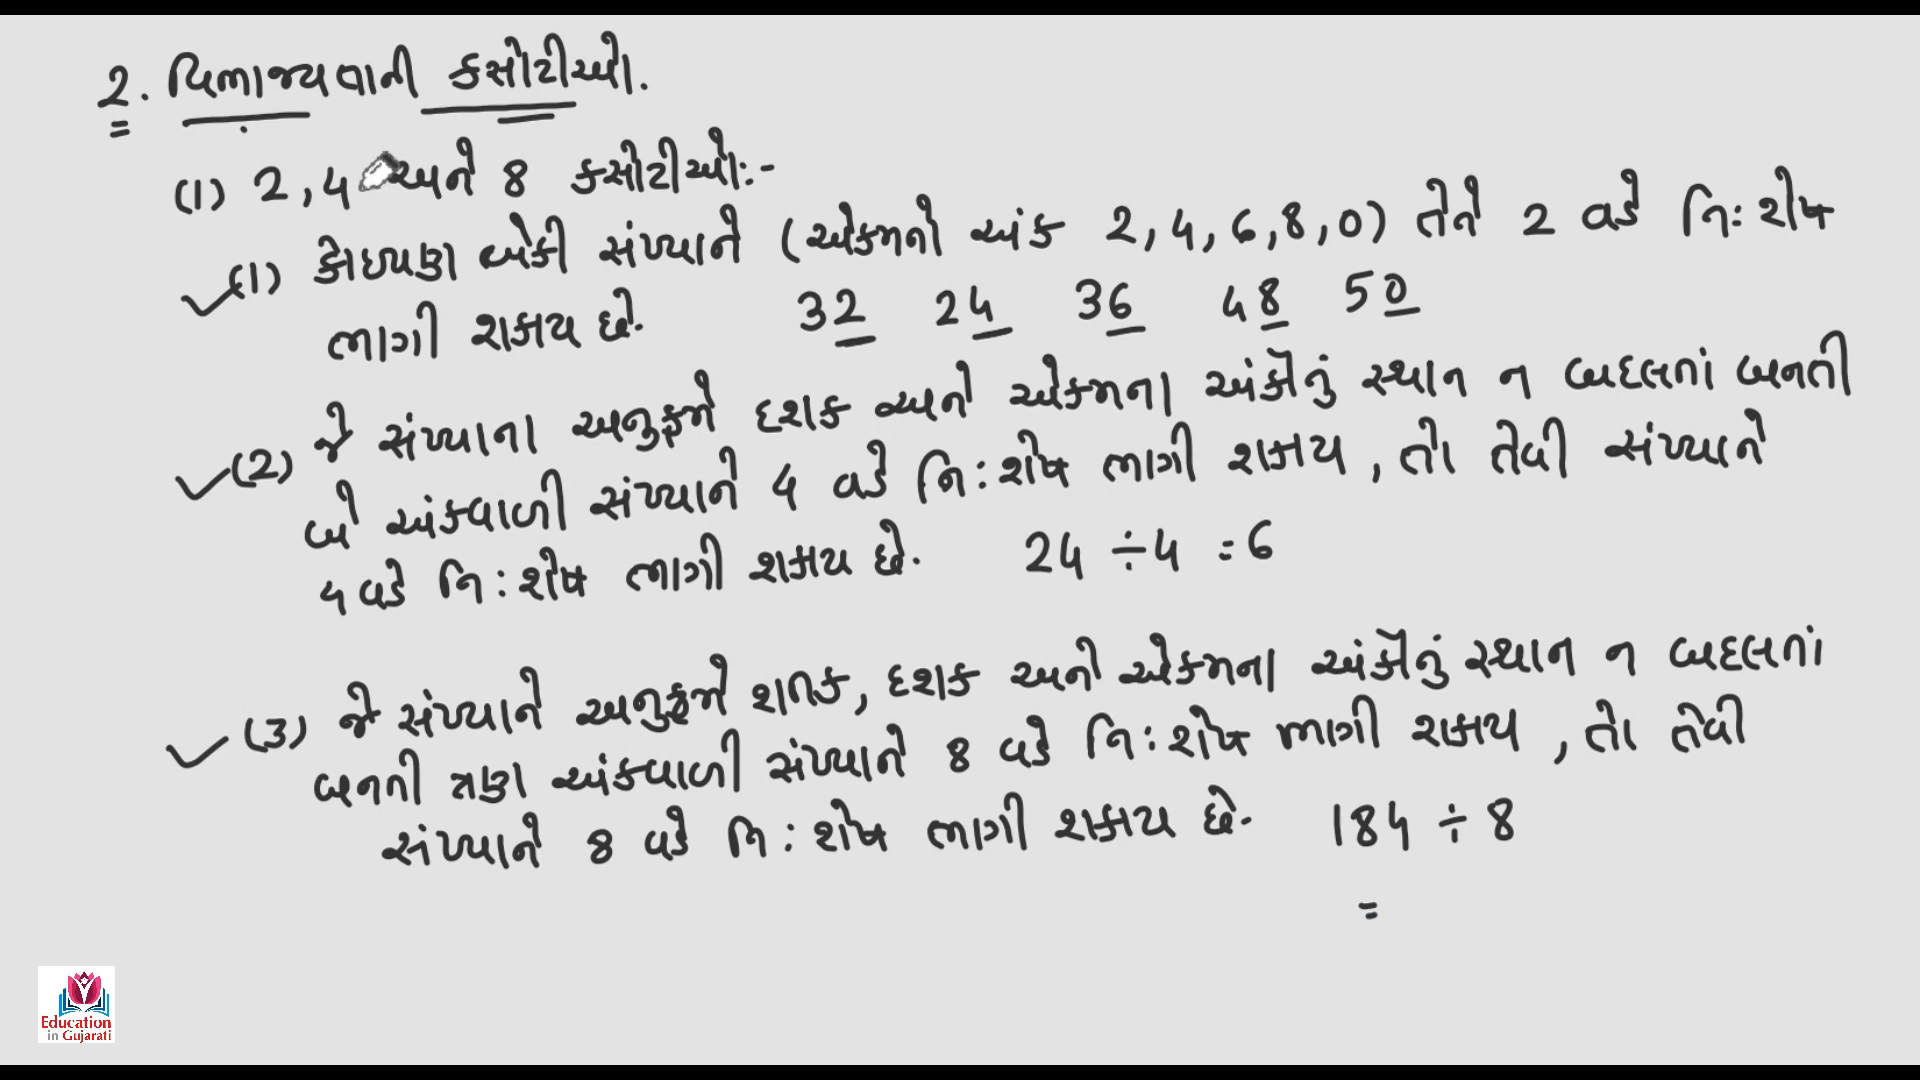 2. વિભાજ્યવાની કસોટીઓ.
(1) 2,4 અને 8 કસોટીઓ:-
(1) કોઇપણ બેકી સંખ્યાને (એકમનો અંક 2,4,6,8,0) તેને 2 વડે નિ:શેષ
ભાગી શકાય છે. 32 24 36 48 50
(2) જે સંખ્યાના અનુક્રમે દશક અને એકમના અંકોનું સ્થાન ન બદલતાં બનતી
બે અંકવાળી સંખ્યાને 4 વડે નિ:શેષ ભાગી શકાય, તો તેવી સંખ્યાને
4 વડે નિ:શેષ ભાગી શકાય છે. 24 ÷ 4 = 6
(3) જે સંખ્યાને અનુક્રમે શતક, દશક અને એકમના અંકોનું સ્થાન ન બદલતાં
બનતી ત્રણ અંકવાળી સંખ્યાને 8 વડે નિ:શેષ ભાગી શકાય, તો તેવી
સંખ્યાને 8 વડે નિ:શેષ ભાગી શકાય છે. 184 ÷ 8
=
Education
in Gujarati